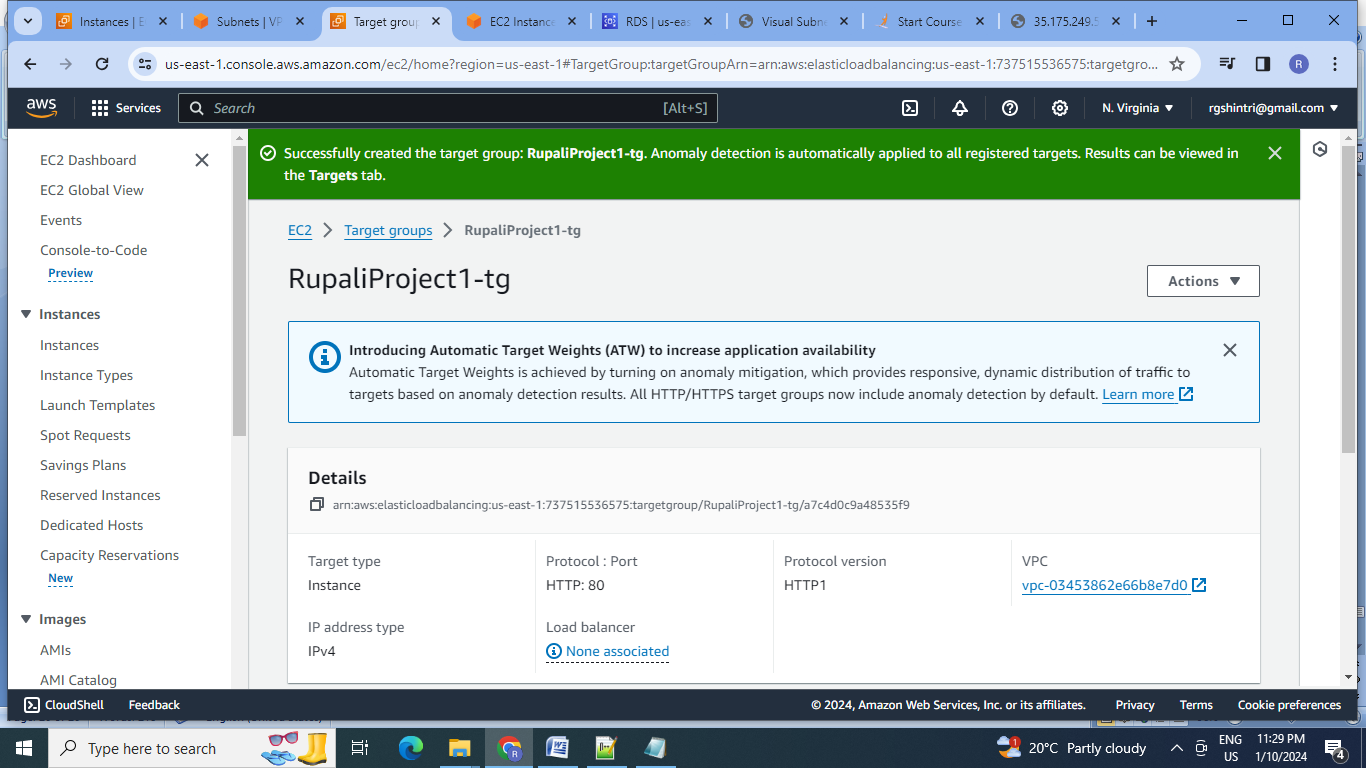 Instances | E
Subnets | VP
Target group
EC2 Instance
RDS | us-eas
Visual Subne
Start Course
35.175.249.5
us-east-1.console.aws.amazon.com/ec2/home?region=us-east-1#TargetGroup:targetGroupArn=arn:aws:elasticloadbalancing:us-east-1:737515536575:targetgro...
R
aws
Services
Search
[Alt+S]
N. Virginia
rgshintri@gmail.com
EC2 Dashboard
EC2 Global View
Events
Console-to-Code
Preview
Instances
Instances
Instance Types
Launch Templates
Spot Requests
Savings Plans
Reserved Instances
Dedicated Hosts
Capacity Reservations
New
Images
AMIs
AMI Catalog
Successfully created the target group: RupaliProject1-tg. Anomaly detection is automatically applied to all registered targets. Results can be viewed in
the Targets tab.
EC2 > Target groups > RupaliProject1-tg
RupaliProject1-tg
Actions
Introducing Automatic Target Weights (ATW) to increase application availability
Automatic Target Weights is achieved by turning on anomaly mitigation, which provides responsive, dynamic distribution of traffic to
targets based on anomaly detection results. All HTTP/HTTPS target groups now include anomaly detection by default. Learn more
Details
arn:aws:elasticloadbalancing:us-east-1:737515536575:targetgroup/RupaliProject1-tg/a7c4d0c9a48535f9
Target type
Instance
Protocol : Port
HTTP: 80
Protocol version
HTTP1
VPC
vpc-03453862e66b8e7d0
IP address type
IPv4
Load balancer
None associated
CloudShell
Feedback
© 2024, Amazon Web Services, Inc. or its affiliates.
Privacy
Terms
Cookie preferences
Type here to search
20°C Partly cloudy
ENG
US
11:29 PM
1/10/2024
4